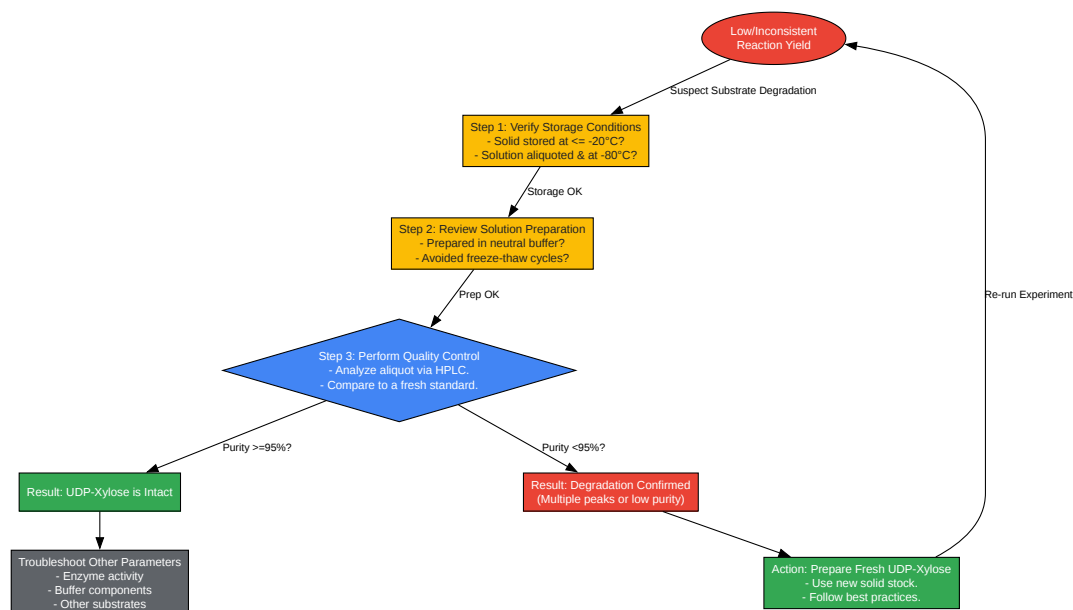 Low/Inconsistent
Reaction Yield
Suspect Substrate Degradation
Step 1: Verify Storage Conditions
- Solid stored at <= -20°C?
- Solution aliquoted & at -80°C?
Storage OK
Step 2: Review Solution Preparation
- Prepared in neutral buffer?
- Avoided freeze-thaw cycles?
Prep OK
Re-run Experiment
Step 3: Perform Quality Control
- Analyze aliquot via HPLC.
- Compare to a fresh standard.
Purity >=95%?
Purity <95%?
Result: UDP-Xylose is Intact
Result: Degradation Confirmed
(Multiple peaks or low purity)
Troubleshoot Other Parameters
- Enzyme activity
- Buffer components
- Other substrates
Action: Prepare Fresh UDP-Xylose
- Use new solid stock.
- Follow best practices.